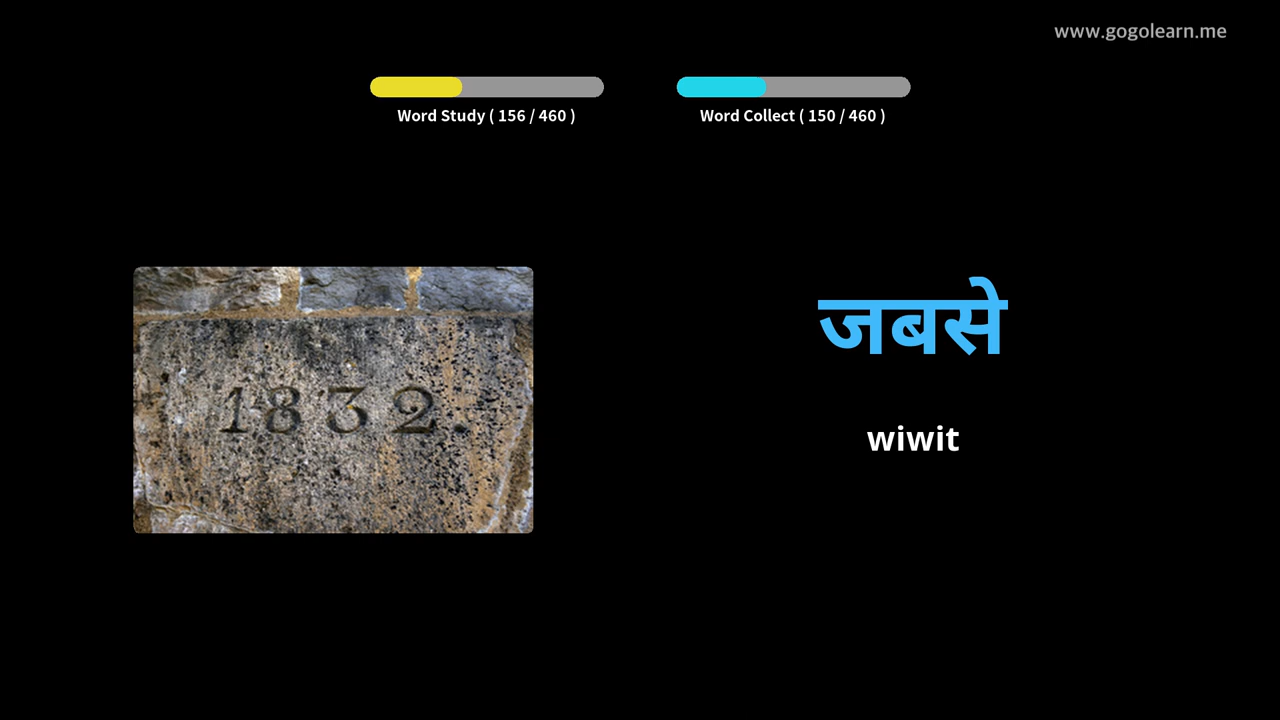 www.gogolearn.me
Word Study ( 156 / 460 )
Word Collect ( 150 / 460 )
1832.
जबसे
wiwit